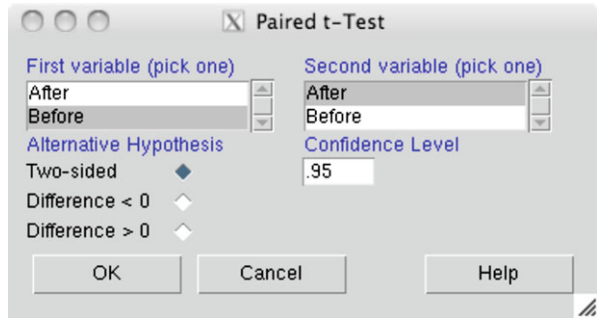 Paired t-Test
First variable (pick one) Second variable (pick one)
After After
Before Before
Alternative Hypothesis Confidence Level
Two-sided .95
Difference < 0
Difference > 0
OK Cancel Help